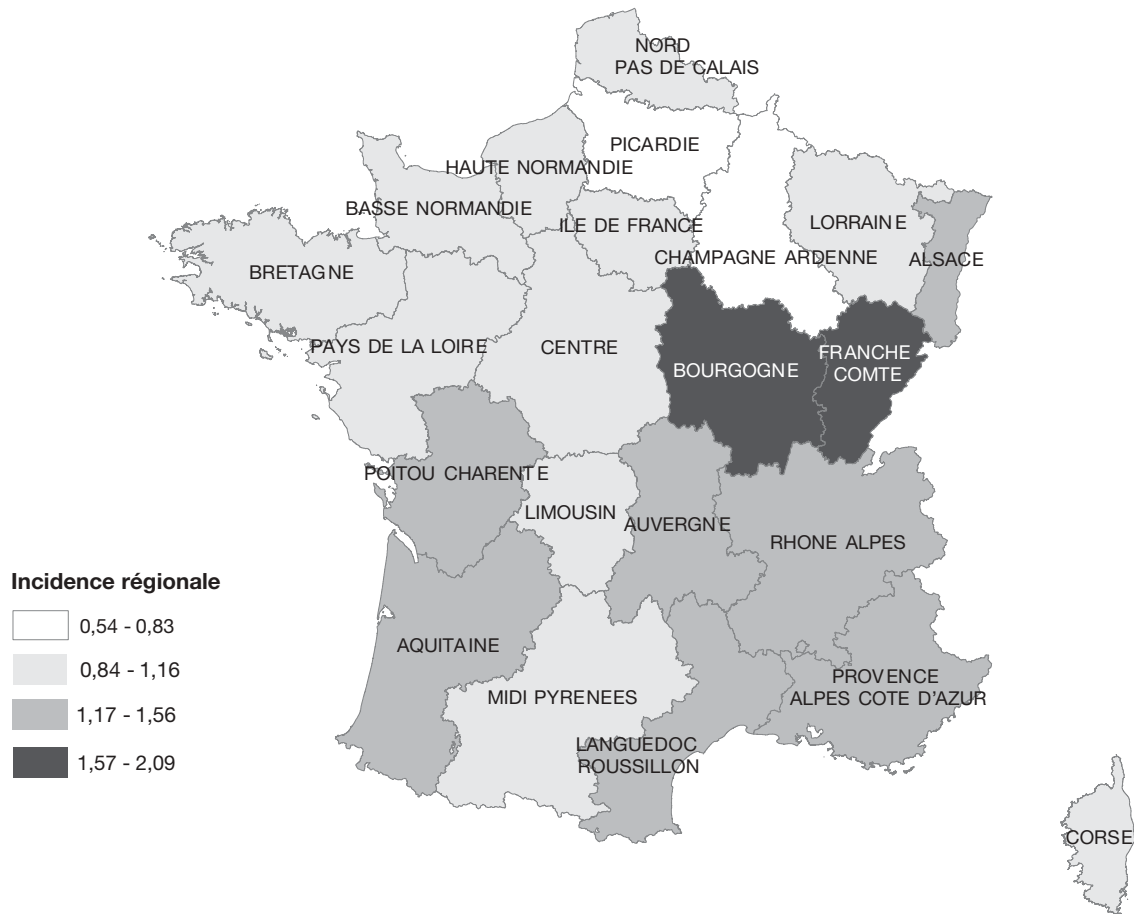 NORD
PAS DE CALAIS
PICARDIE
HAUTE NORMANDIE
BASSE NORMANDIE
ILE DE FRANCE
LORRAINE
CHAMPAGNE ARDENNE
ALSACE
BRETAGNE
PAYS DE LA LOIRE
CENTRE
BOURGOGNE
FRANCHE
COMTE
POITOU CHARENTE
LIMOUSIN
AUVERGNE
RHONE ALPES
AQUITAINE
MIDI PYRENEES
PROVENCE
ALPES COTE D'AZUR
LANGUEDOC
ROUSSILLON
CORSE
Incidence régionale
0,54 - 0,83
0,84 - 1,16
1,17 - 1,56
1,57 - 2,09